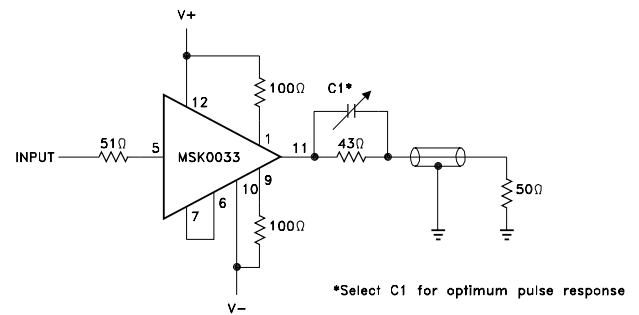 V+
100Ω
C1*
12
1
11
43Ω
51Ω
5
INPUT
MSK0033
9
10
6
7
50Ω
100Ω
V-
*Select C1 for optimum pulse response